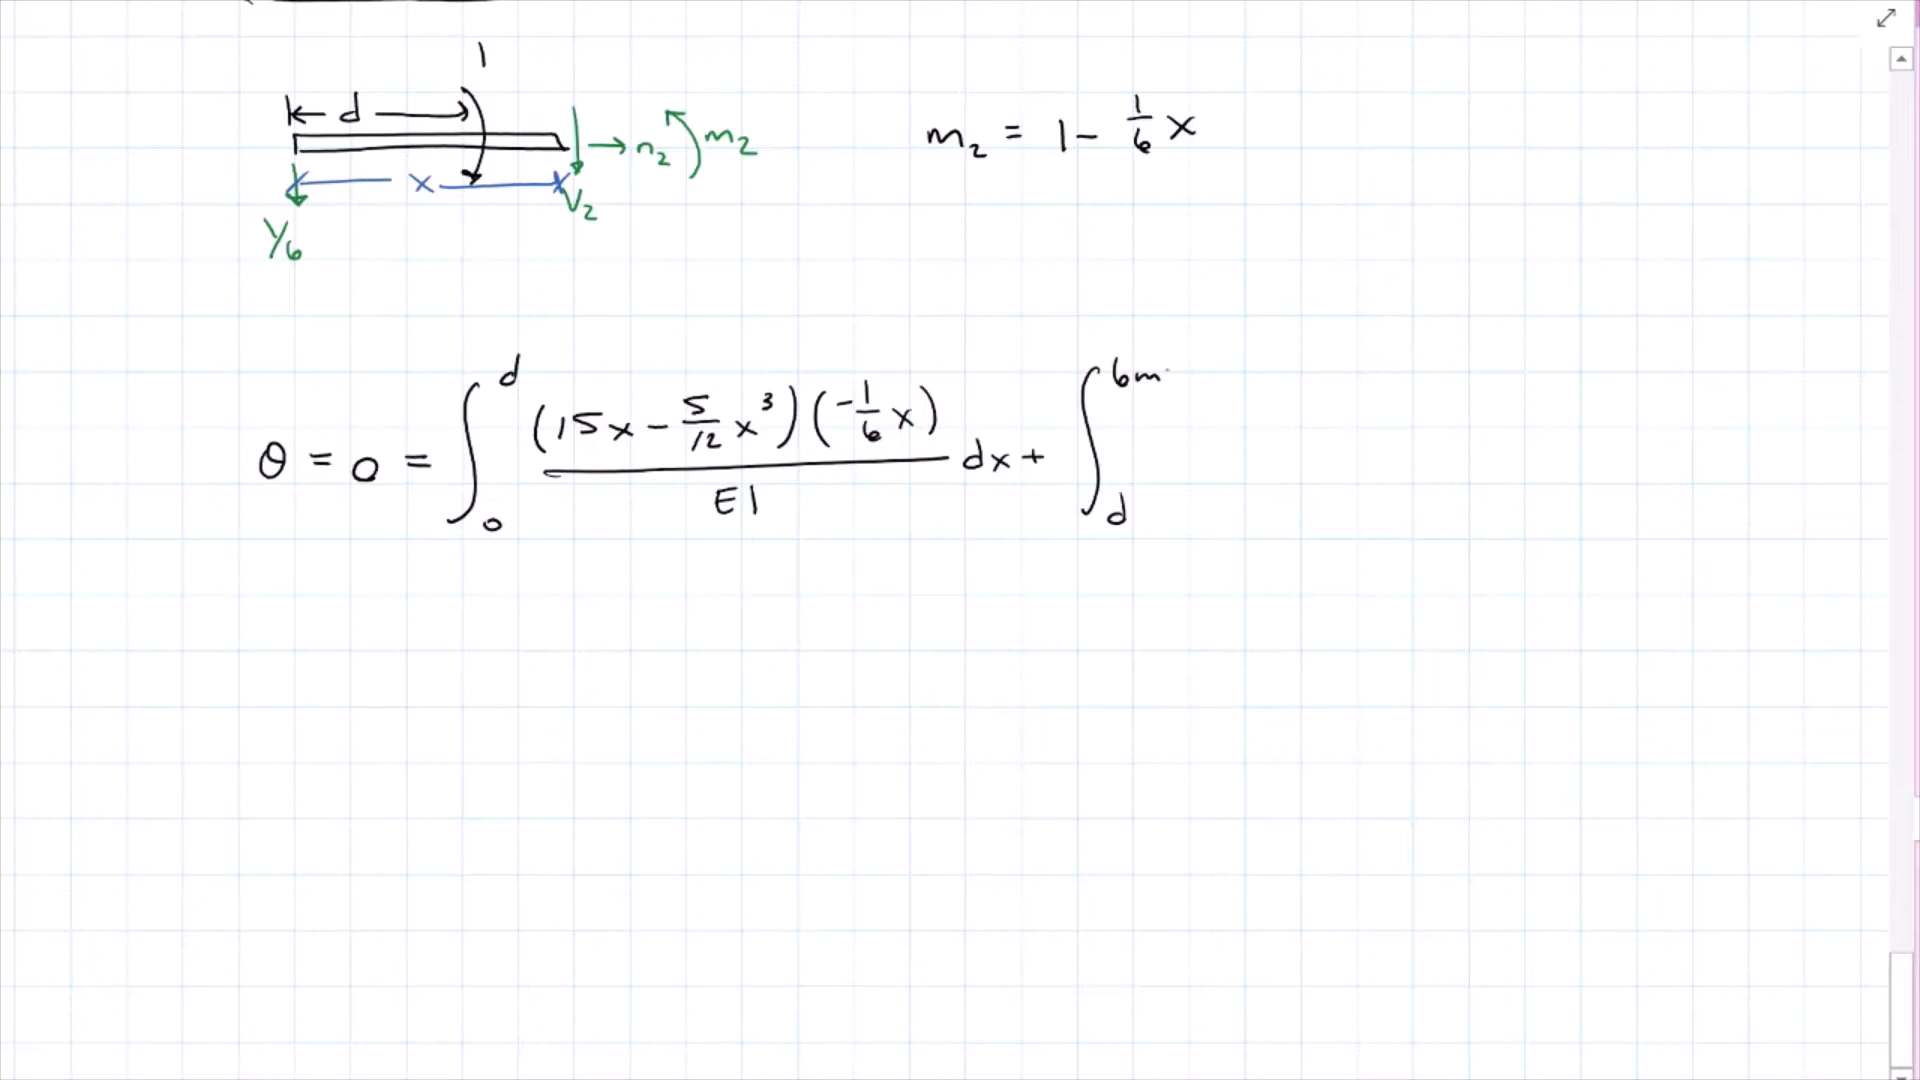 1
d
n₂ m₂
x
V₂
1/6
m₂ = 1 - 1/6 x
θ = 0 = ∫₀^d (15x - 5/12 x³)(-1/6 x) / EI dx + ∫_d^6m